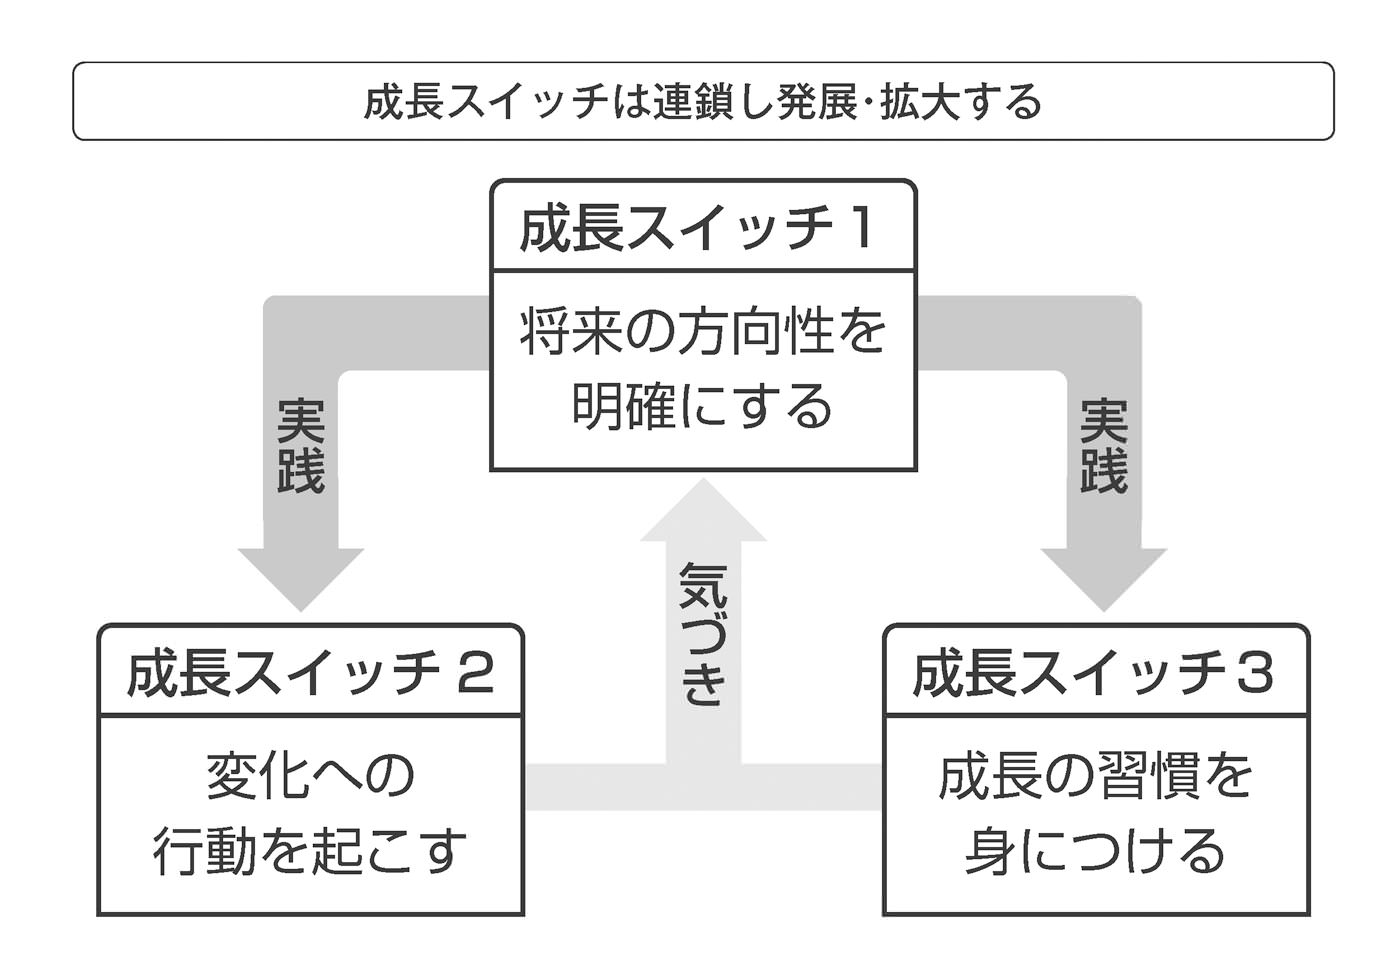 成長スイッチは連鎖し発展･拡大する
成長スイッチ1
将来の方向性を
明確にする
実践
実践
気づき
成長スイッチ2
変化への
行動を起こす
成長スイッチ3
成長の習慣を
身につける